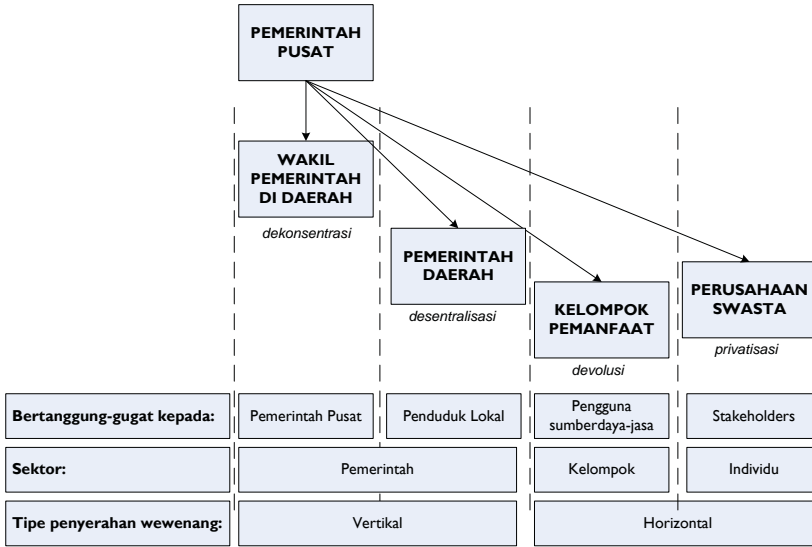 PEMERINTAH
PUSAT
WAKIL
PEMERINTAH
DI DAERAH
dekonsentrasi
PEMERINTAH
DAERAH
desentralisasi
KELOMPOK
PEMANFAAT
devolusi
PERUSAHAAN
SWASTA
privatisasi
Bertanggung-gugat kepada:
Pemerintah Pusat
Penduduk Lokal
Pengguna
sumberdaya-jasa
Stakeholders
Sektor:
Pemerintah
Kelompok
Individu
Tipe penyerahan wewenang:
Vertikal
Horizontal